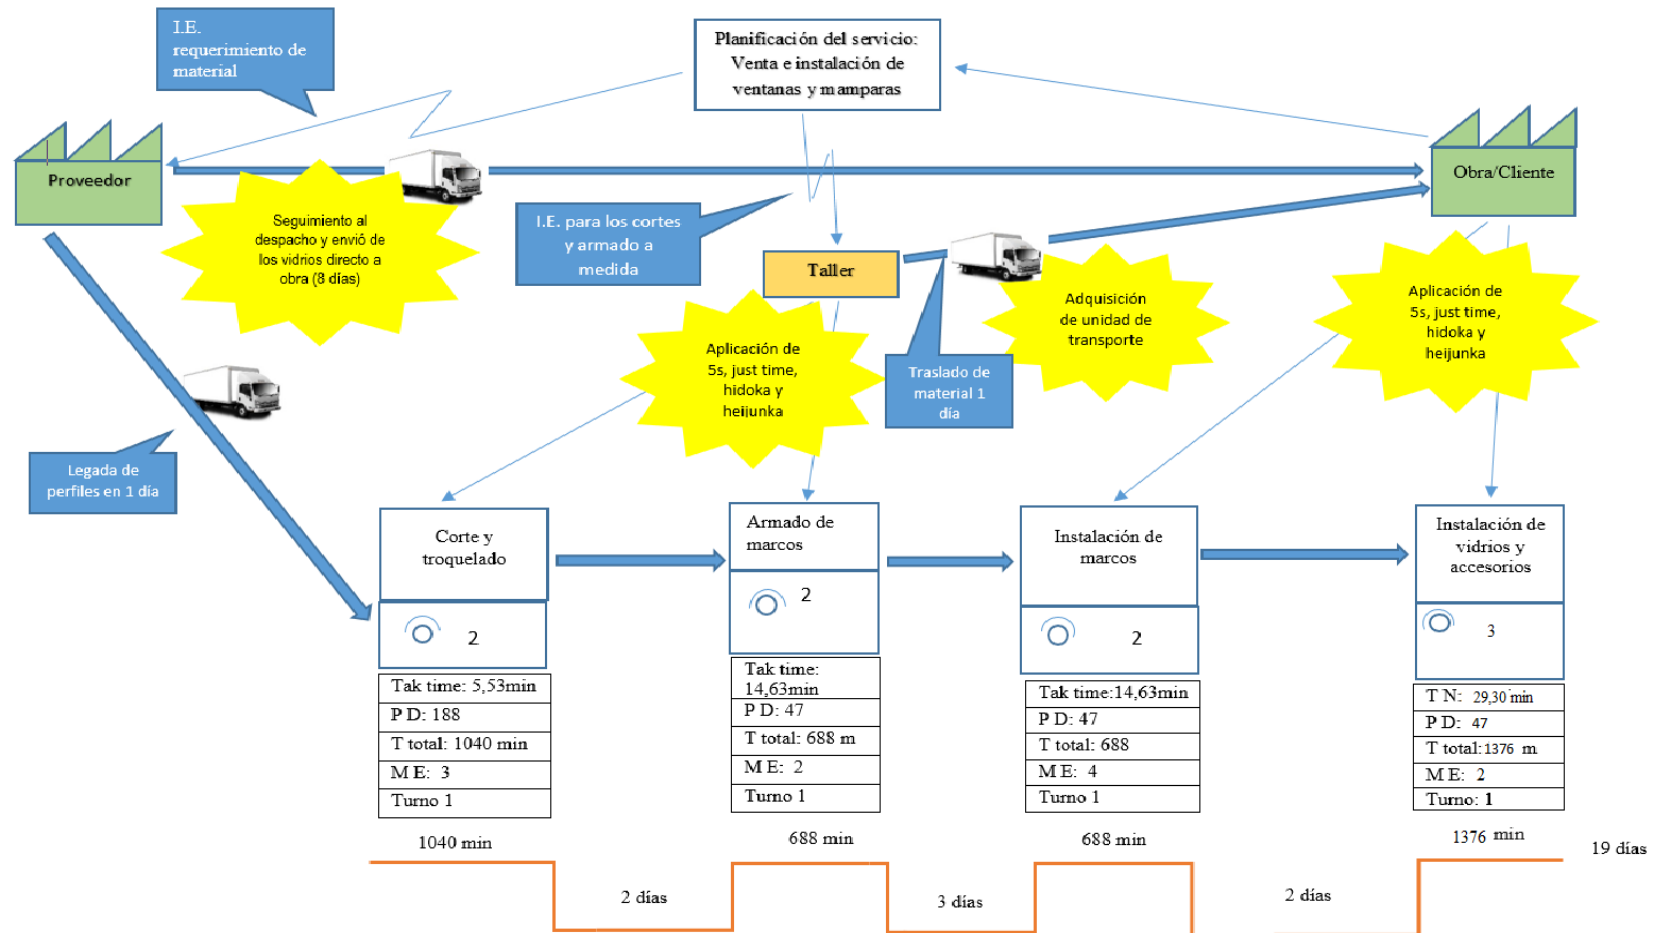 I.E.
requerimiento de
material
Planificación del servicio:
Venta e instalación de
ventanas y mamparas
Proveedor
Obra/Cliente
Seguimiento al
despacho y envió de
los vidrios directo a
obra (8 días)
I.E. para los cortes
y armado a
medida
Taller
Adquisición
de unidad de
transporte
Aplicación de
5s, just time,
hidoka y
heijunka
Aplicación de
5s, just time,
hidoka y
heijunka
Traslado de
material 1
día
Legada de
perfiles en 1 día
Corte y
troquelado
2
Tak time: 5,53min
P D: 188
T total: 1040 min
M E: 3
Turno 1
Armado de
marcos
2
Tak time:
14,63min
P D: 47
T total: 688 m
M E: 2
Turno 1
Instalación de
marcos
2
Tak time:14,63min
P D: 47
T total: 688
M E: 4
Turno 1
Instalación de
vidrios y
accesorios
3
T N: 29,30 min
P D: 47
T total:1376 m
M E: 2
Turno: 1
1040 min
688 min
688 min
1376 min
19 días
2 días
3 días
2 días